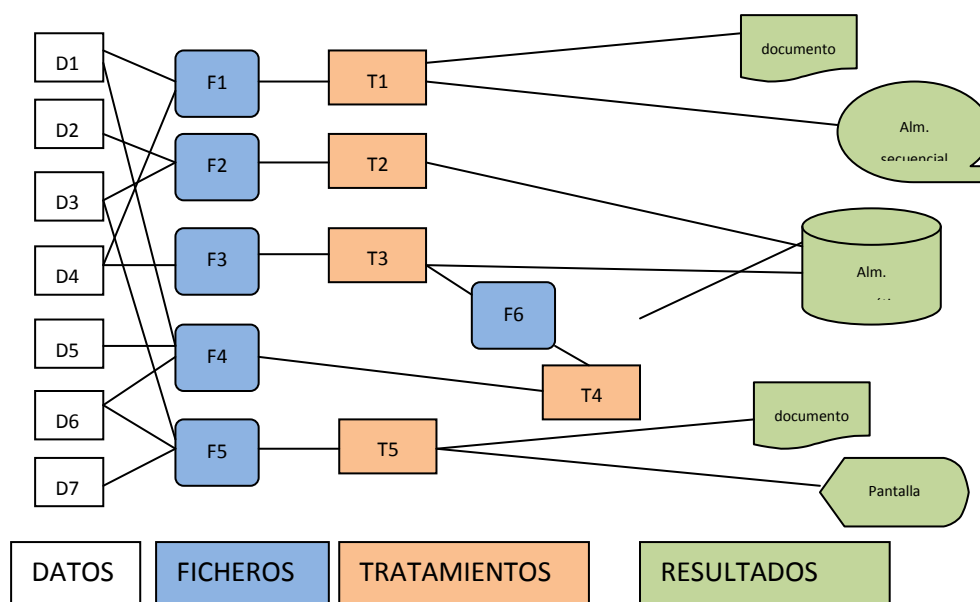 documento
D1
F1
T1
Alm.
secuencial
D2
F2
T2
D3
D4
F3
T3
Alm.
F6
D5
F4
T4
D6
documento
F5
T5
D7
Pantalla
DATOS
FICHEROS
TRATAMIENTOS
RESULTADOS